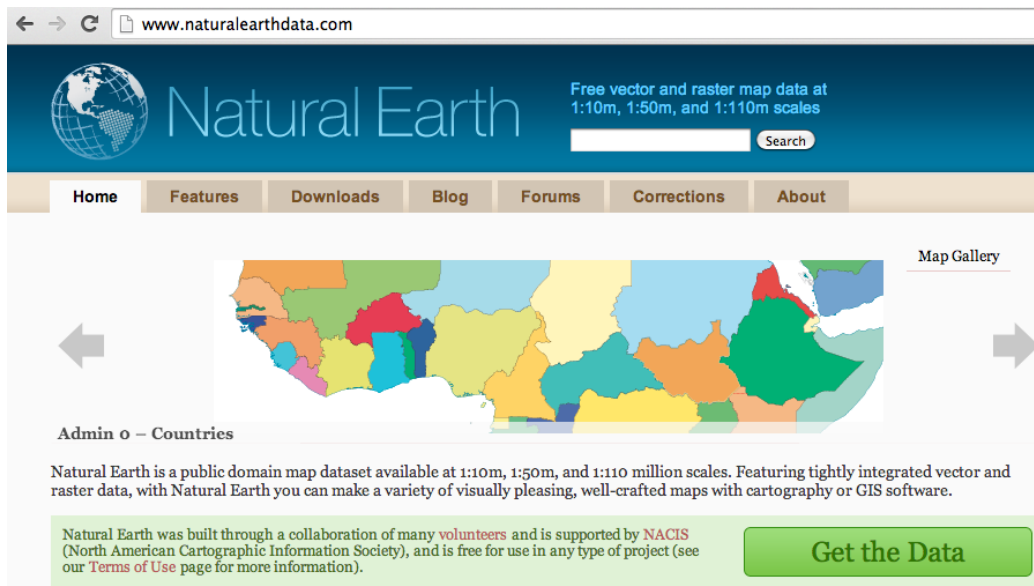 www.naturalearthdata.com
Natural Earth
Free vector and raster map data at
1:10m, 1:50m, and 1:110m scales
Search
Home Features Downloads Blog Forums Corrections About
Map Gallery
Admin 0 – Countries
Natural Earth is a public domain map dataset available at 1:10m, 1:50m, and 1:110 million scales. Featuring tightly integrated vector and
raster data, with Natural Earth you can make a variety of visually pleasing, well-crafted maps with cartography or GIS software.
Natural Earth was built through a collaboration of many volunteers and is supported by NACIS
(North American Cartographic Information Society), and is free for use in any type of project (see
our Terms of Use page for more information).
Get the Data